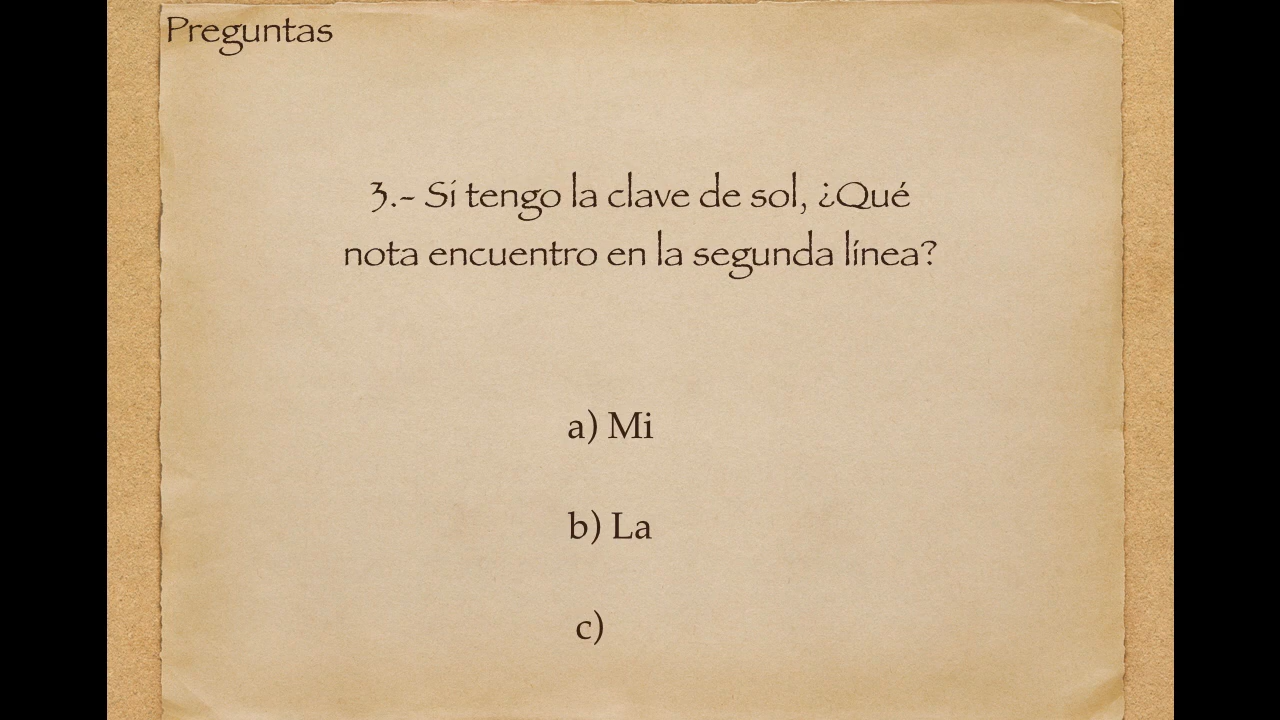 Preguntas
3.- Si tengo la clave de sol, ¿Qué
nota encuentro en la segunda línea?
a) Mi
b) La
c)